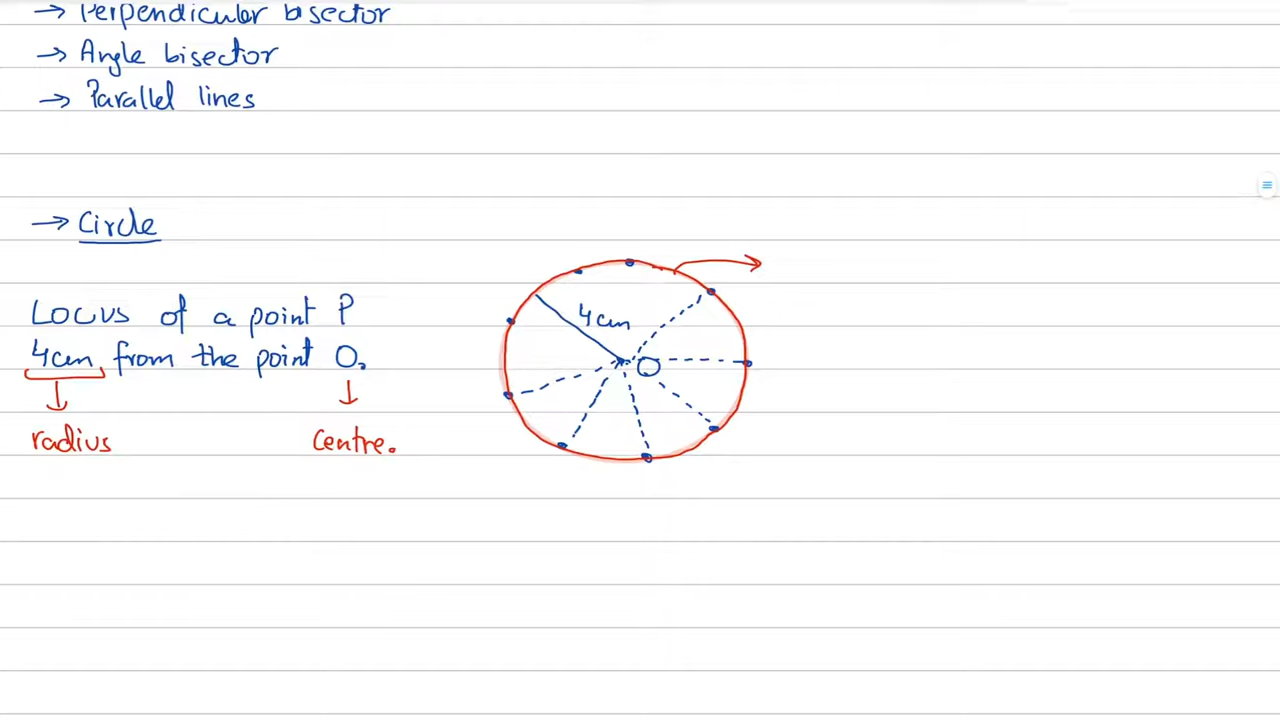 → Perpendicular bisector
→ Angle bisector
→ Parallel lines
→ Circle
Locus of a point P
4cm from the point O.
radius
centre.
4cm
O